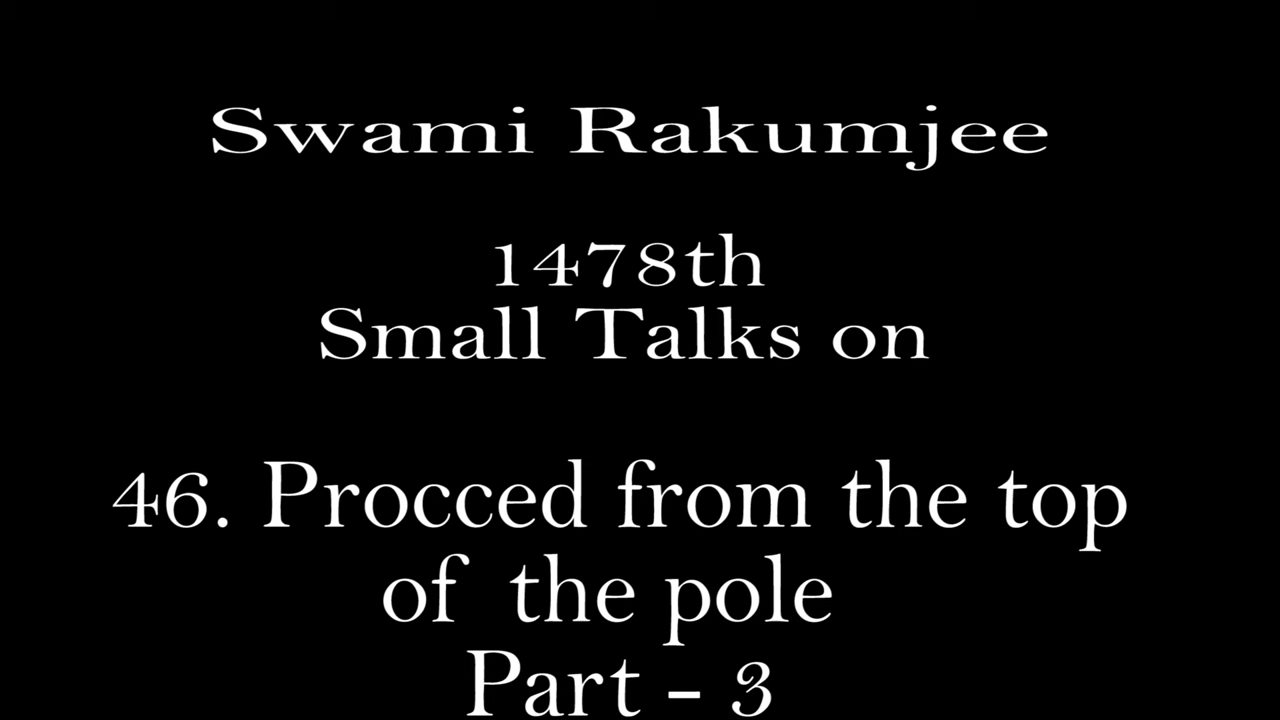 Swami Rakumjee
1478th
Small Talks on
46. Procced from the top
of the pole
Part - 3